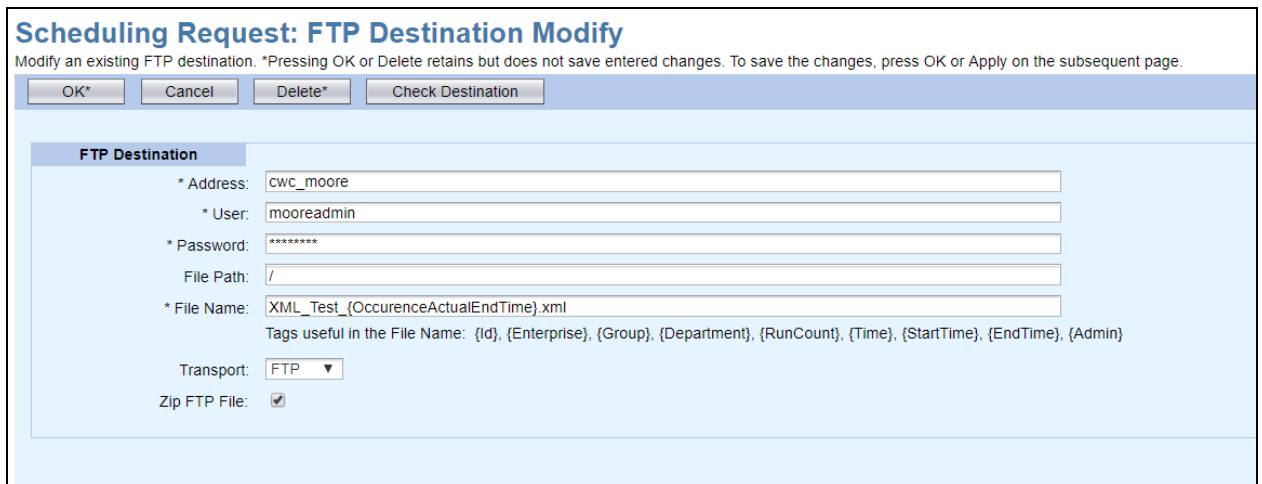 Scheduling Request: FTP Destination Modify
Modify an existing FTP destination. *Pressing OK or Delete retains but does not save entered changes. To save the changes, press OK or Apply on the subsequent page.
OK* Cancel Delete* Check Destination
FTP Destination
* Address: cwc_moore
* User: mooreadmin
* Password: ********
File Path: /
* File Name: XML_Test_{OccurenceActualEndTime}.xml
Tags useful in the File Name: {Id}, {Enterprise}, {Group}, {Department}, {RunCount}, {Time}, {StartTime}, {EndTime}, {Admin}
Transport: FTP ▼
Zip FTP File: